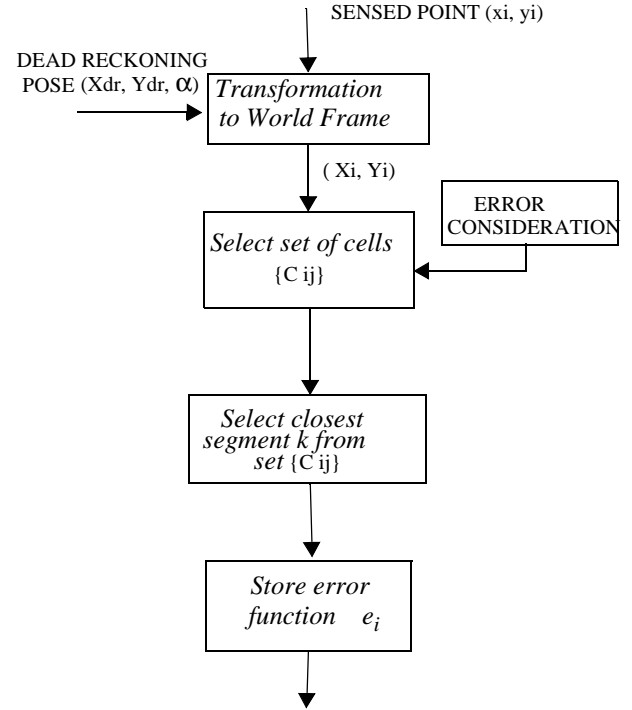 SENSED POINT (xi, yi)
DEAD RECKONING
POSE (Xdr, Ydr, α)
Transformation
to World Frame
( Xi, Yi)
ERROR
CONSIDERATION
Select set of cells
{C ij}
Select closest
segment k from
set {C ij}
Store error
function e_i